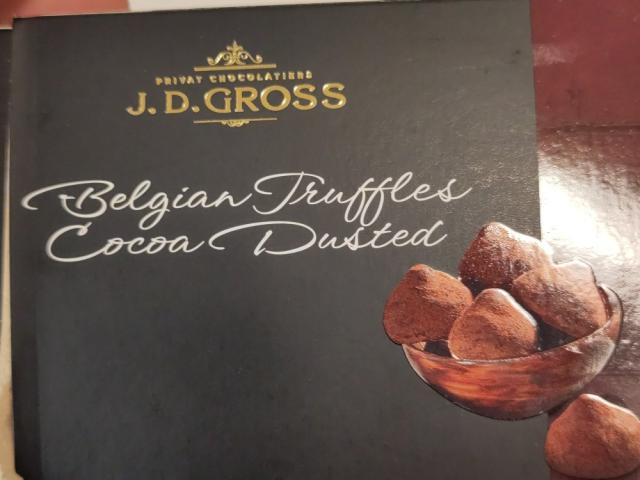 PRIVAT CHOCOLATIERS
J. D. GROSS
Belgian Truffles
Cocoa Dusted